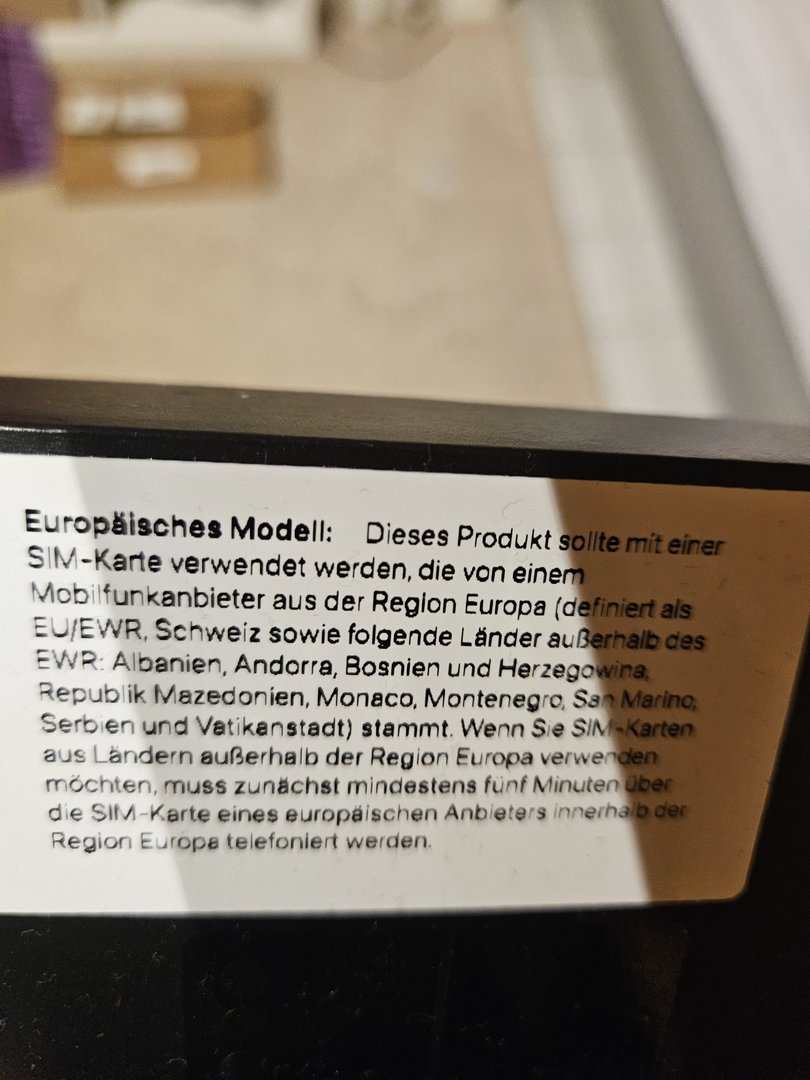 Europäisches Modell: Dieses Produkt sollte mit einer
SIM-Karte verwendet werden, die von einem
Mobilfunkanbieter aus der Region Europa (definiert als
EU/EWR, Schweiz sowie folgende Länder außerhalb des
EWR: Albanien, Andorra, Bosnien und Herzegowina,
Republik Mazedonien, Monaco, Montenegro, San Marino,
Serbien und Vatikanstadt) stammt. Wenn Sie SIM-Karten
aus Ländern außerhalb der Region Europa verwenden
möchten, muss zunächst mindestens fünf Minuten über
die SIM-Karte eines europäischen Anbieters innerhalb der
Region Europa telefoniert werden.